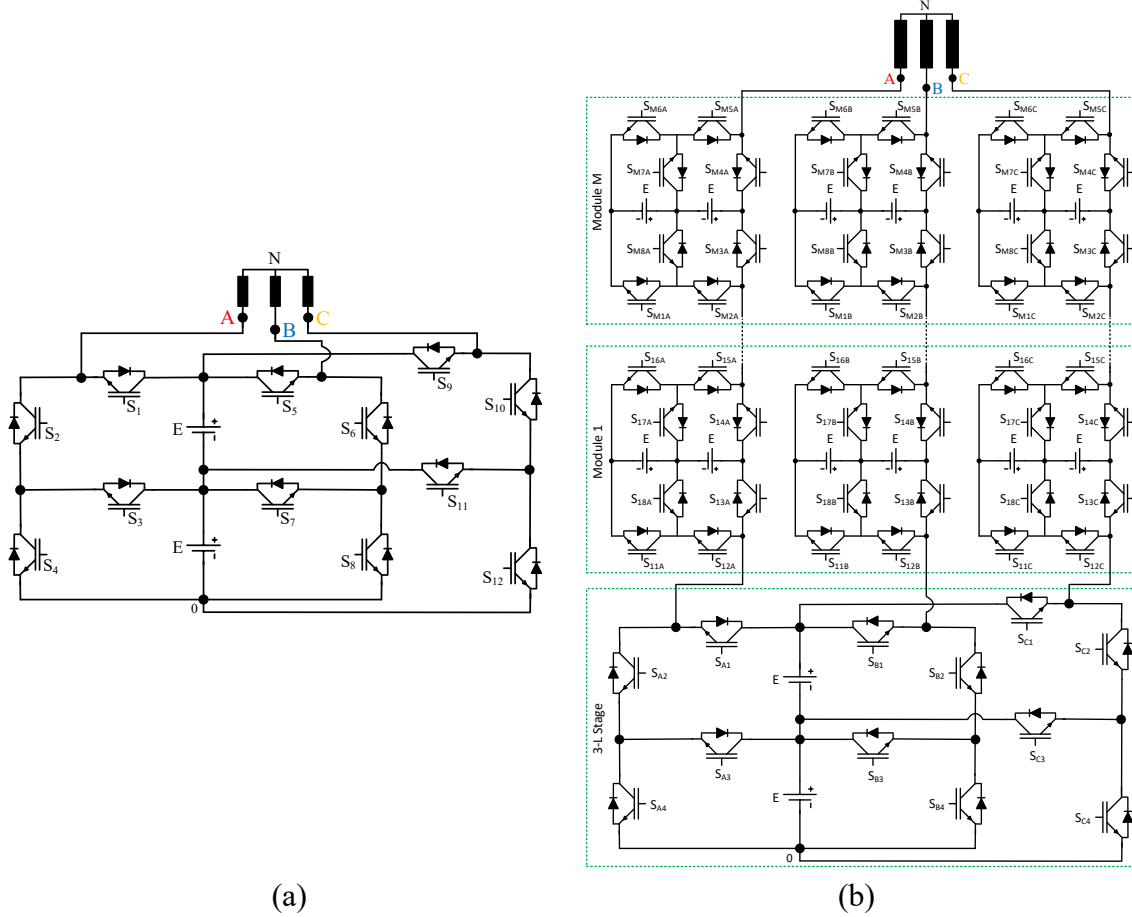 N
A
B
C
S1
S5
S9
S2
E
+
-
S6
S10
S3
S7
S11
S4
E
+
-
S8
S12
0
(a)
N
A
B
C
Module M
SM6A SM5A SM6B SM5B SM6C SM5C
SM7A SM4A SM7B SM4B SM7C SM4C
E E E E E E
- + - + - + - + - + - +
SM8A SM3A SM8B SM3B SM8C SM3C
SM1A SM2A SM1B SM2B SM1C SM2C
Module 1
S16A S15A S16B S15B S16C S15C
S17A S14A S17B S14B S17C S14C
E E E E E E
- + - + - + - + - + - +
S18A S13A S18B S13B S18C S13C
S11A S12A S11B S12B S11C S12C
3-L Stage
SA1 SB1 SC1
SA2 E + - SB2 SC2
SA3 SB3 SC3
SA4 E + - SB4 SC4
0
(b)